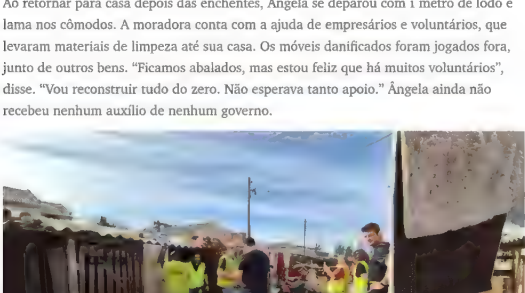 Ao retornar para casa depois das enchentes, Ângela se deparou com 1 metro de lodo e
lama nos cômodos. A moradora conta com a ajuda de empresários e voluntários, que
levaram materiais de limpeza até sua casa. Os móveis danificados foram jogados fora,
junto de outros bens. “Ficamos abalados, mas estou feliz que há muitos voluntários”,
disse. “Vou reconstruir tudo do zero. Não esperava tanto apoio.” Ângela ainda não
recebeu nenhum auxílio de nenhum governo.